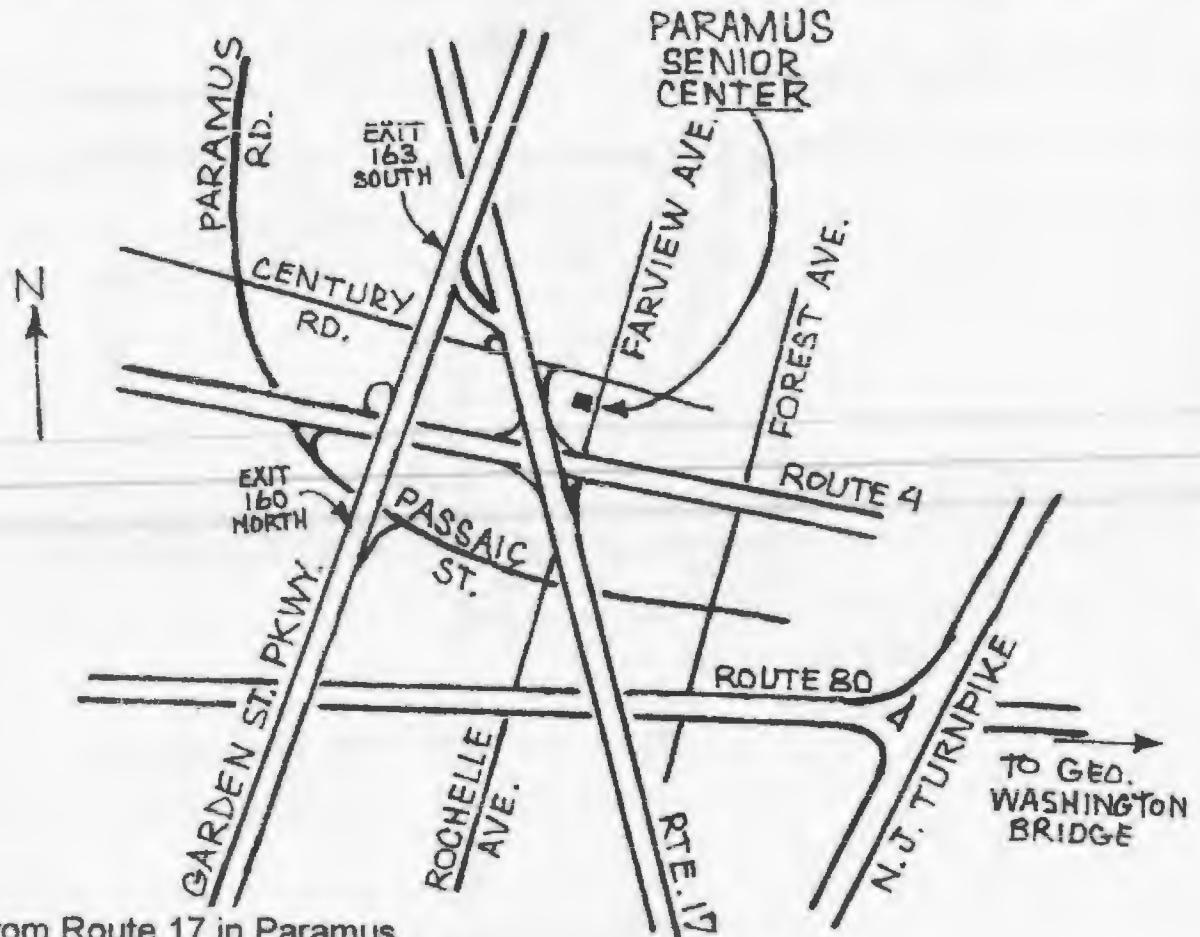 PARAMUS
SENIOR
CENTER
PARAMUS
RD.
EXIT
163
SOUTH
FARVIEW AVE.
FOREST AVE.
N
CENTURY
RD.
ROUTE 4
EXIT
160
NORTH
PASSAIC
ST.
GARDEN ST. PKWY.
ROUTE 80
ROCHELLE
AVE.
RTE. 17
N.J. TURNPIKE
TO GEO.
WASHINGTON
BRIDGE
rom Route 17 in Paramus